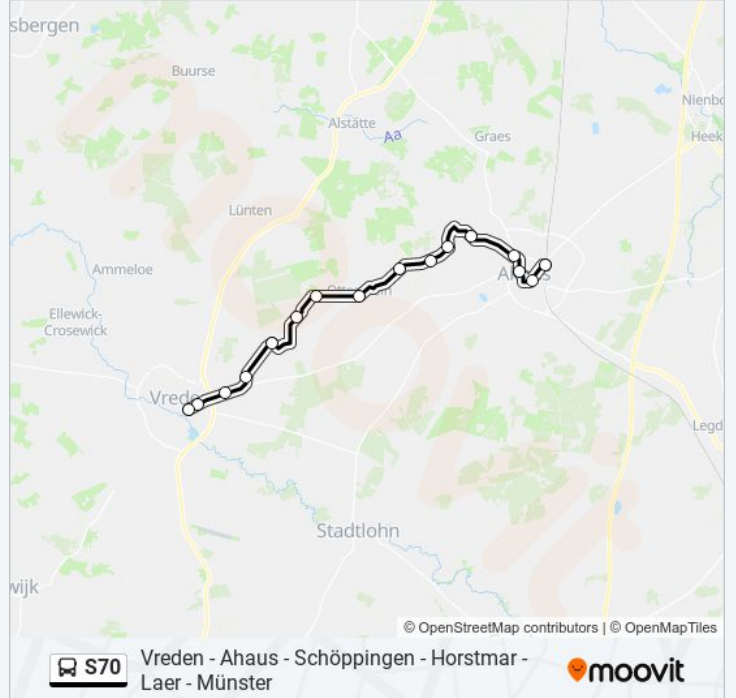 sbergen
Buurse
Nienbo
Alstätte
Aa
Graes
Heek
Lünten
Ammeloe
Ahaus
Ellewick-
Crosewick
Vreden
Legd
Stadtlohn
wijk
© OpenStreetMap contributors | © OpenMapTiles
S70
Vreden - Ahaus - Schöppingen - Horstmar -
Laer - Münster
moovit